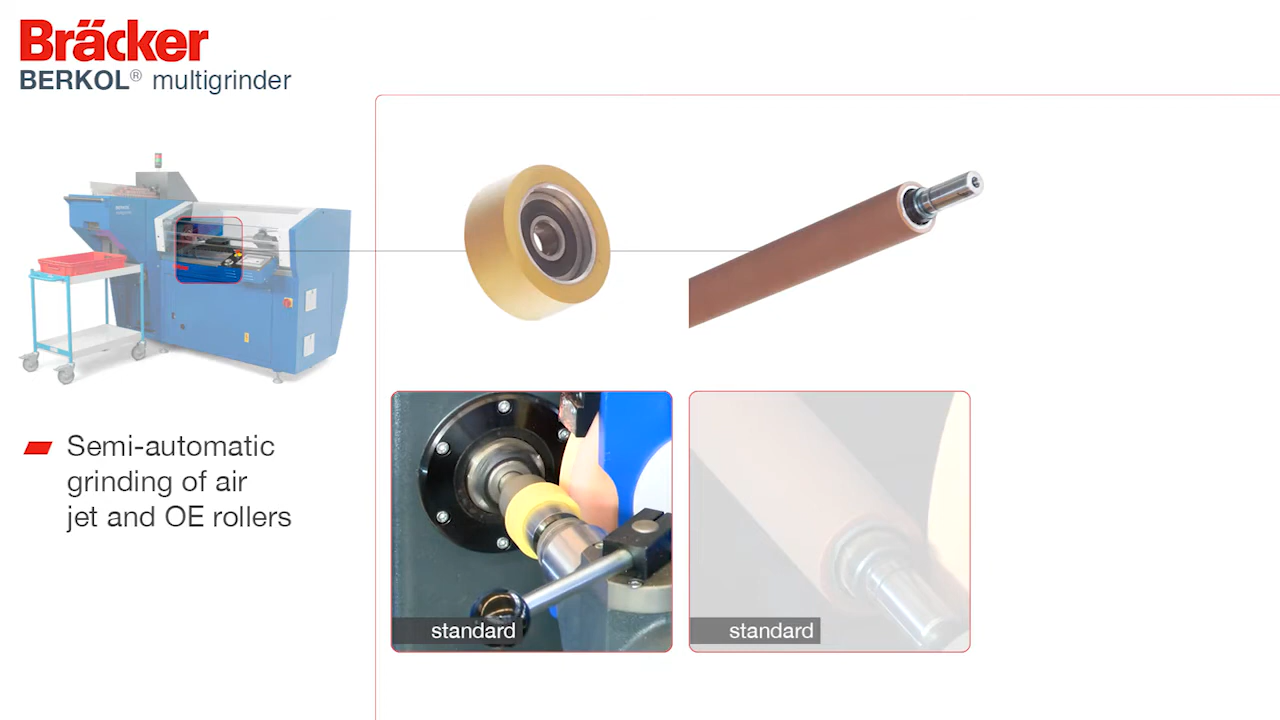 Bräcker
BERKOL® multigrinder
Semi-automatic
grinding of air
jet and OE rollers
standard
standard